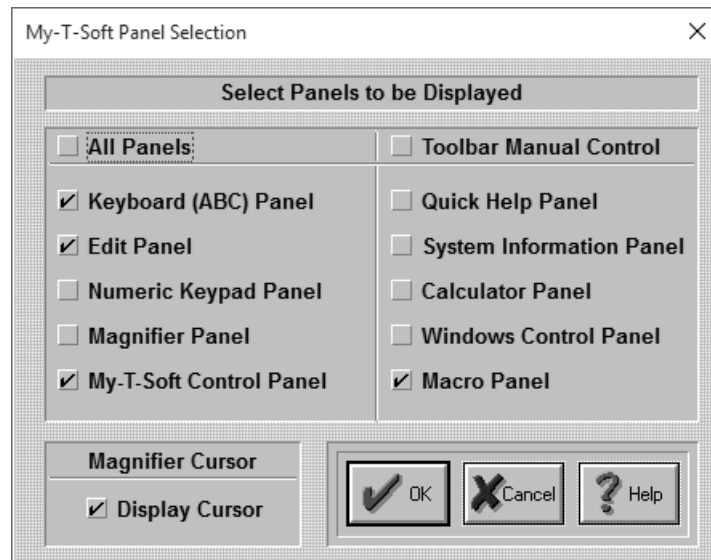 My-T-Soft Panel Selection
Select Panels to be Displayed
All Panels
Toolbar Manual Control
Keyboard (ABC) Panel
Quick Help Panel
Edit Panel
System Information Panel
Numeric Keypad Panel
Calculator Panel
Magnifier Panel
Windows Control Panel
My-T-Soft Control Panel
Macro Panel
Magnifier Cursor
Display Cursor
OK
Cancel
Help